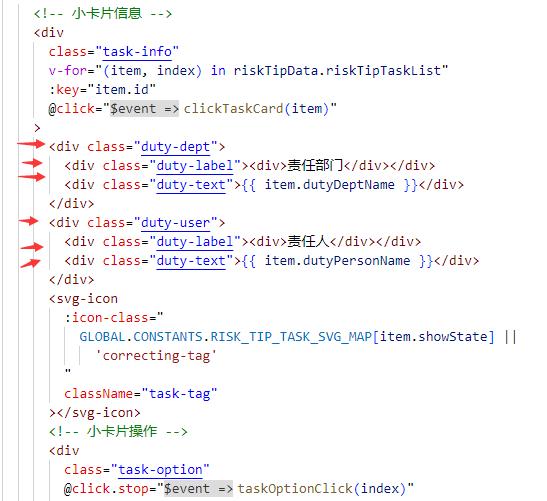 <!-- 小卡片信息 -->
<div
class="task-info"
v-for="(item, index) in riskTipData.riskTipTaskList"
:key="item.id"
@click="$event => clickTaskCard(item)"
>
<div class="duty-dept">
<div class="duty-label"><div>责任部门</div></div>
<div class="duty-text">{{ item.dutyDeptName }}</div>
</div>
<div class="duty-user">
<div class="duty-label"><div>责任人</div></div>
<div class="duty-text">{{ item.dutyPersonName }}</div>
</div>
<svg-icon
:icon-class="
GLOBAL.CONSTANTS.RISK_TIP_TASK_SVG_MAP[item.showState] ||
'correcting-tag'
"
className="task-tag"
></svg-icon>
<!-- 小卡片操作 -->
<div
class="task-option"
@click.stop="$event => taskOptionClick(index)"